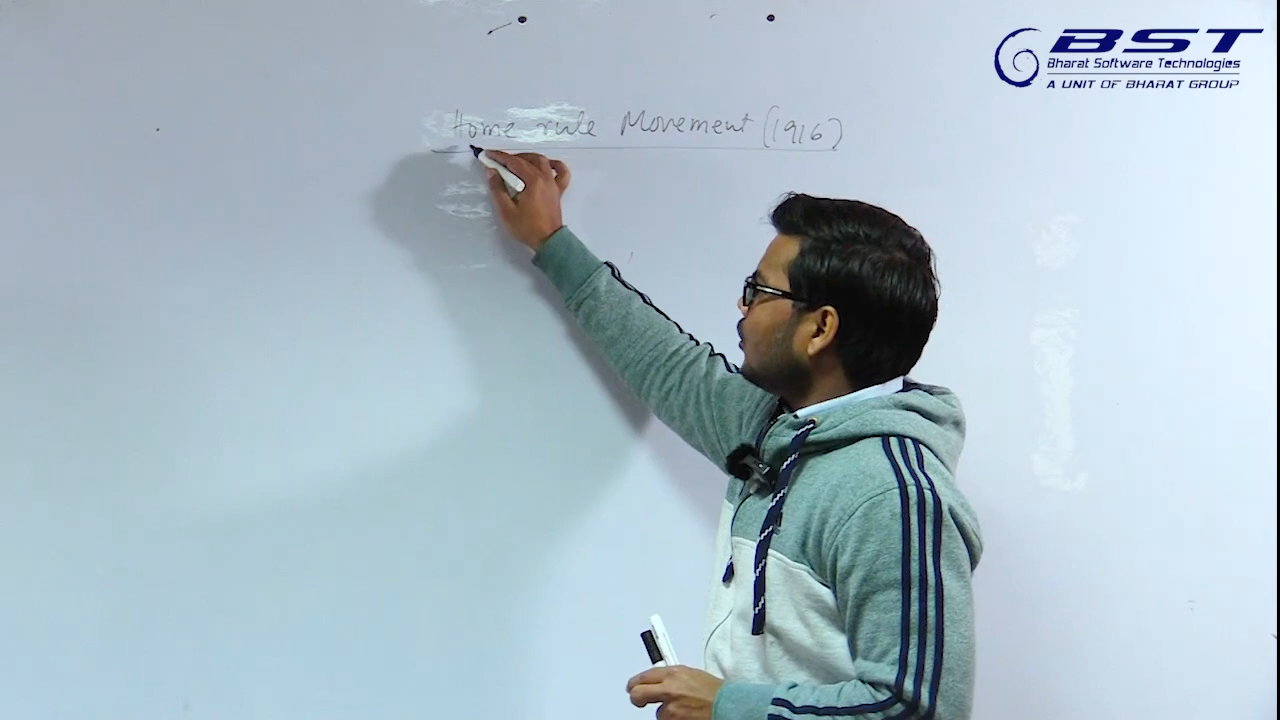 BST
Bharat Software Technologies
A UNIT OF BHARAT GROUP
Home rule Movement (1916)